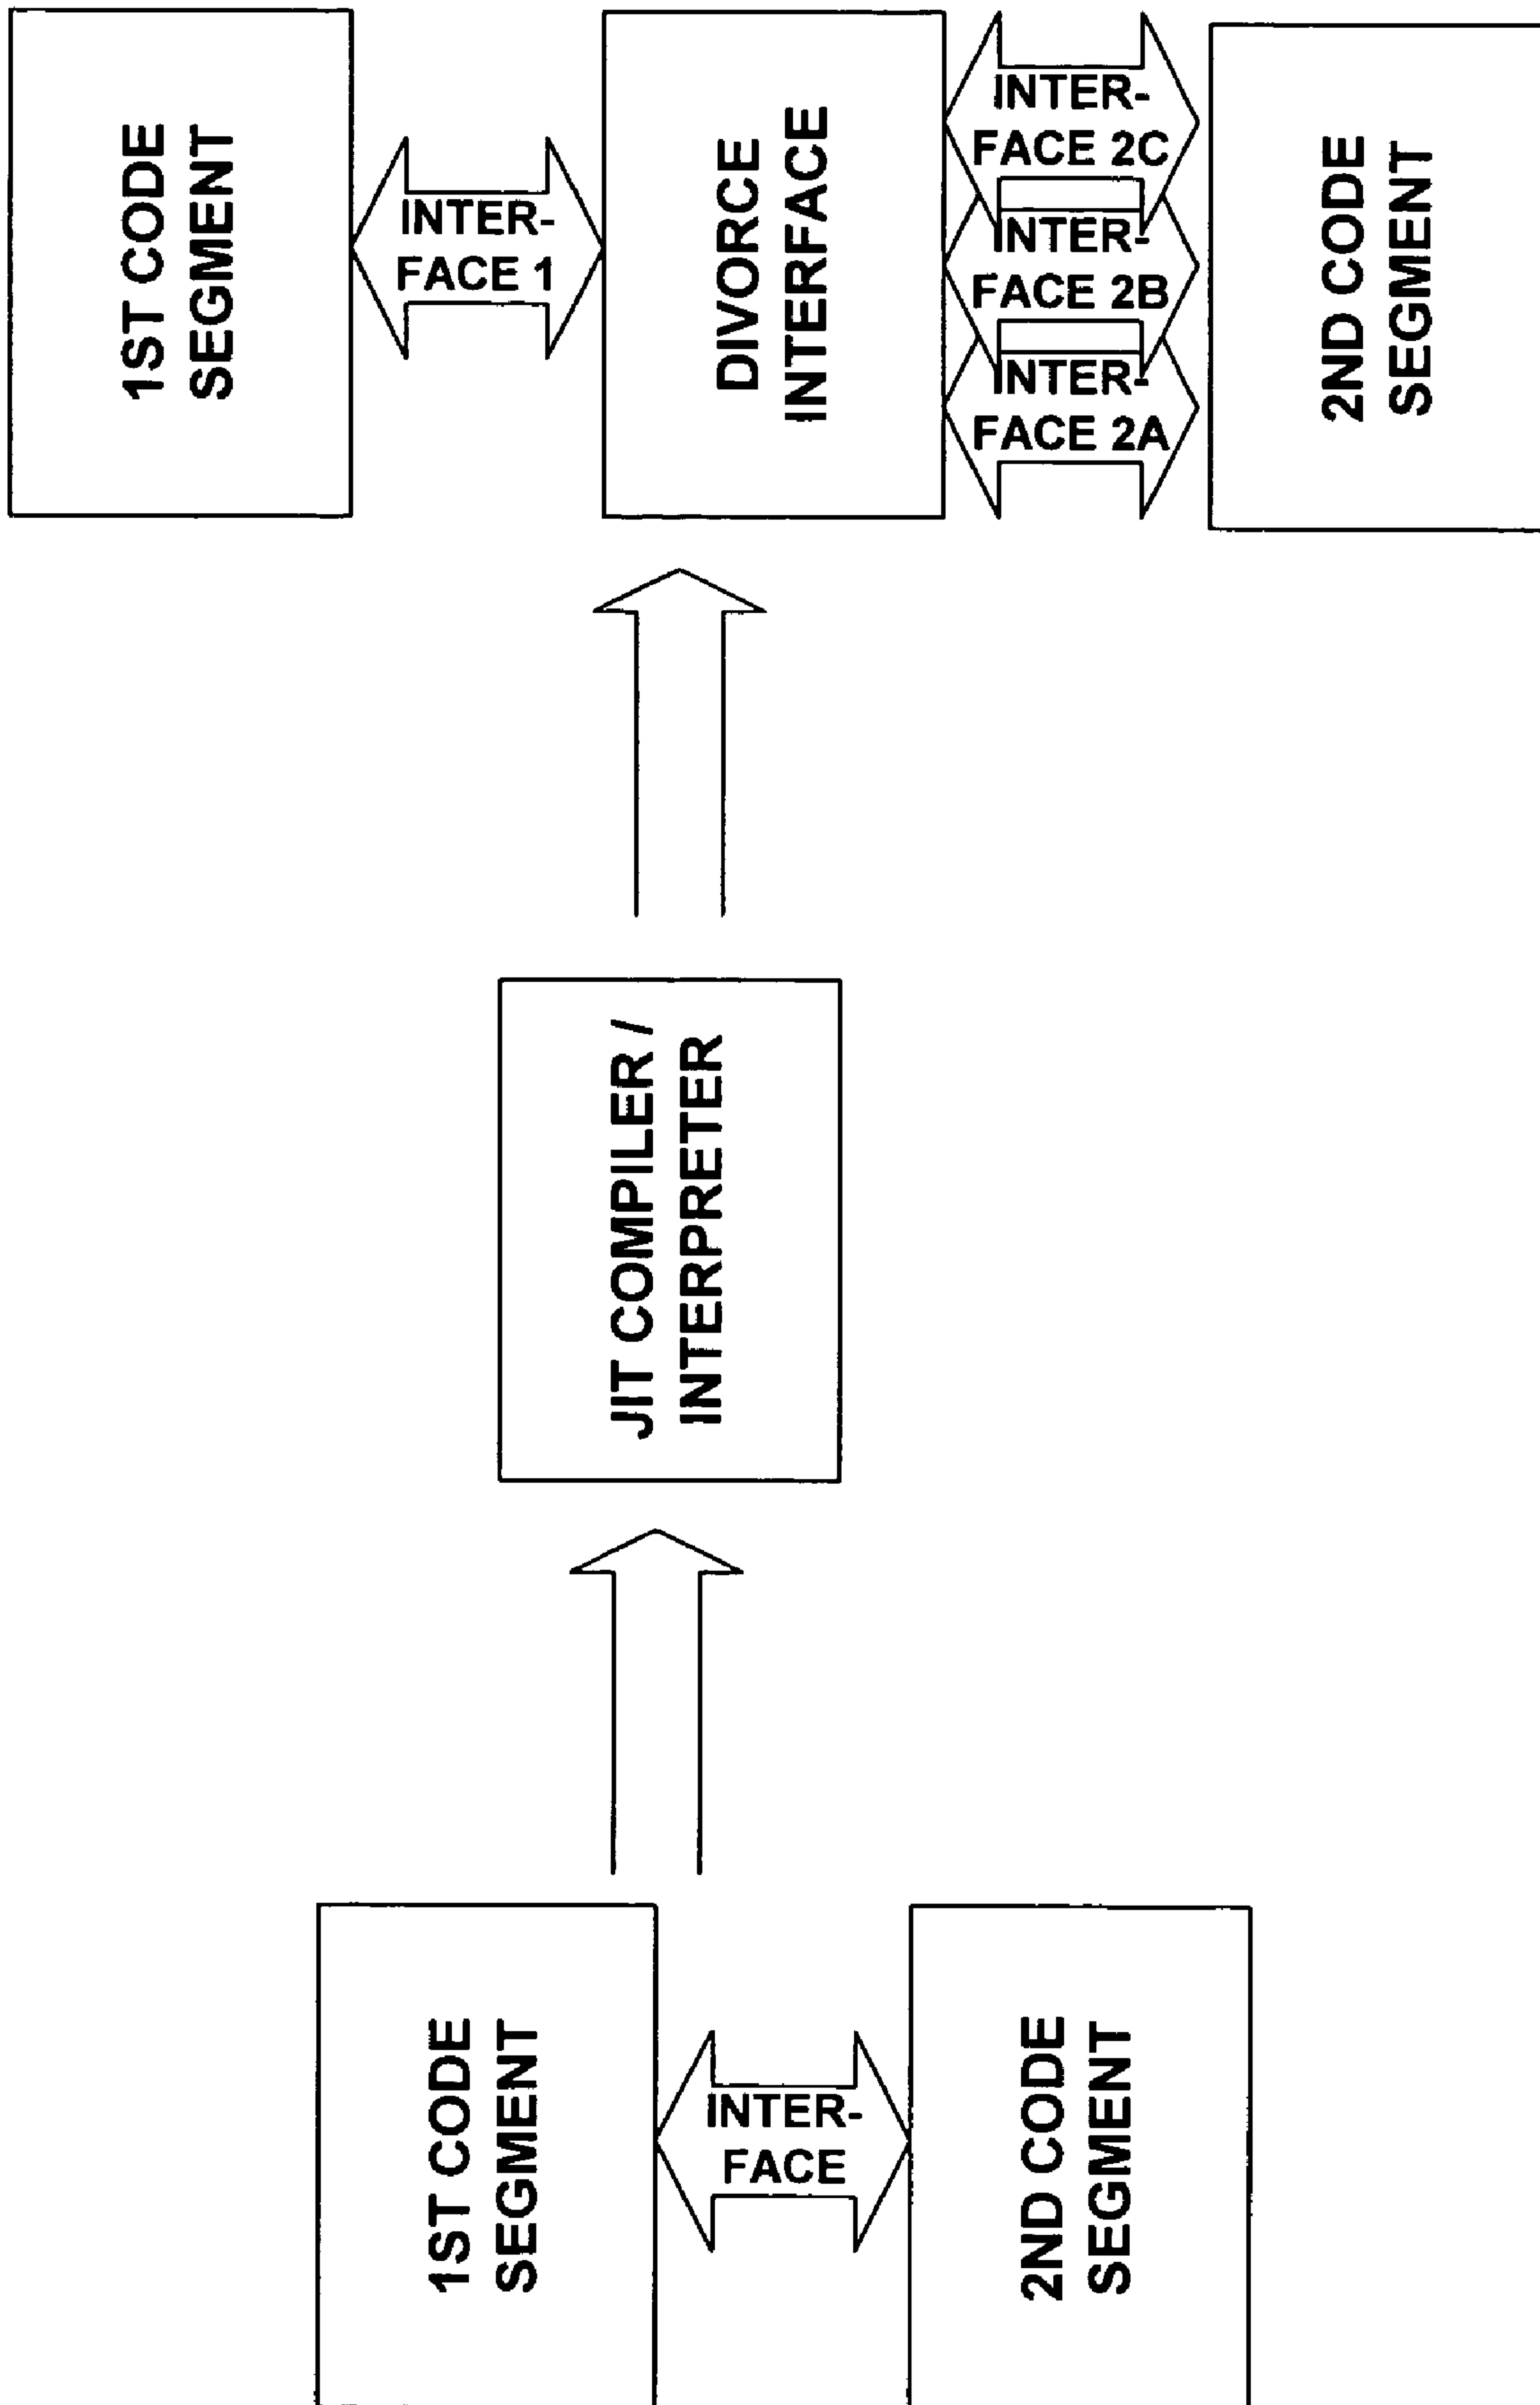 1ST CODE
SEGMENT
INTER-
FACE 1
DIVORCE
INTERFACE
INTER-
FACE 2C
INTER-
FACE 2B
INTER-
FACE 2A
2ND CODE
SEGMENT
JIT COMPILER /
INTERPRETER
1ST CODE
SEGMENT
INTER-
FACE
2ND CODE
SEGMENT